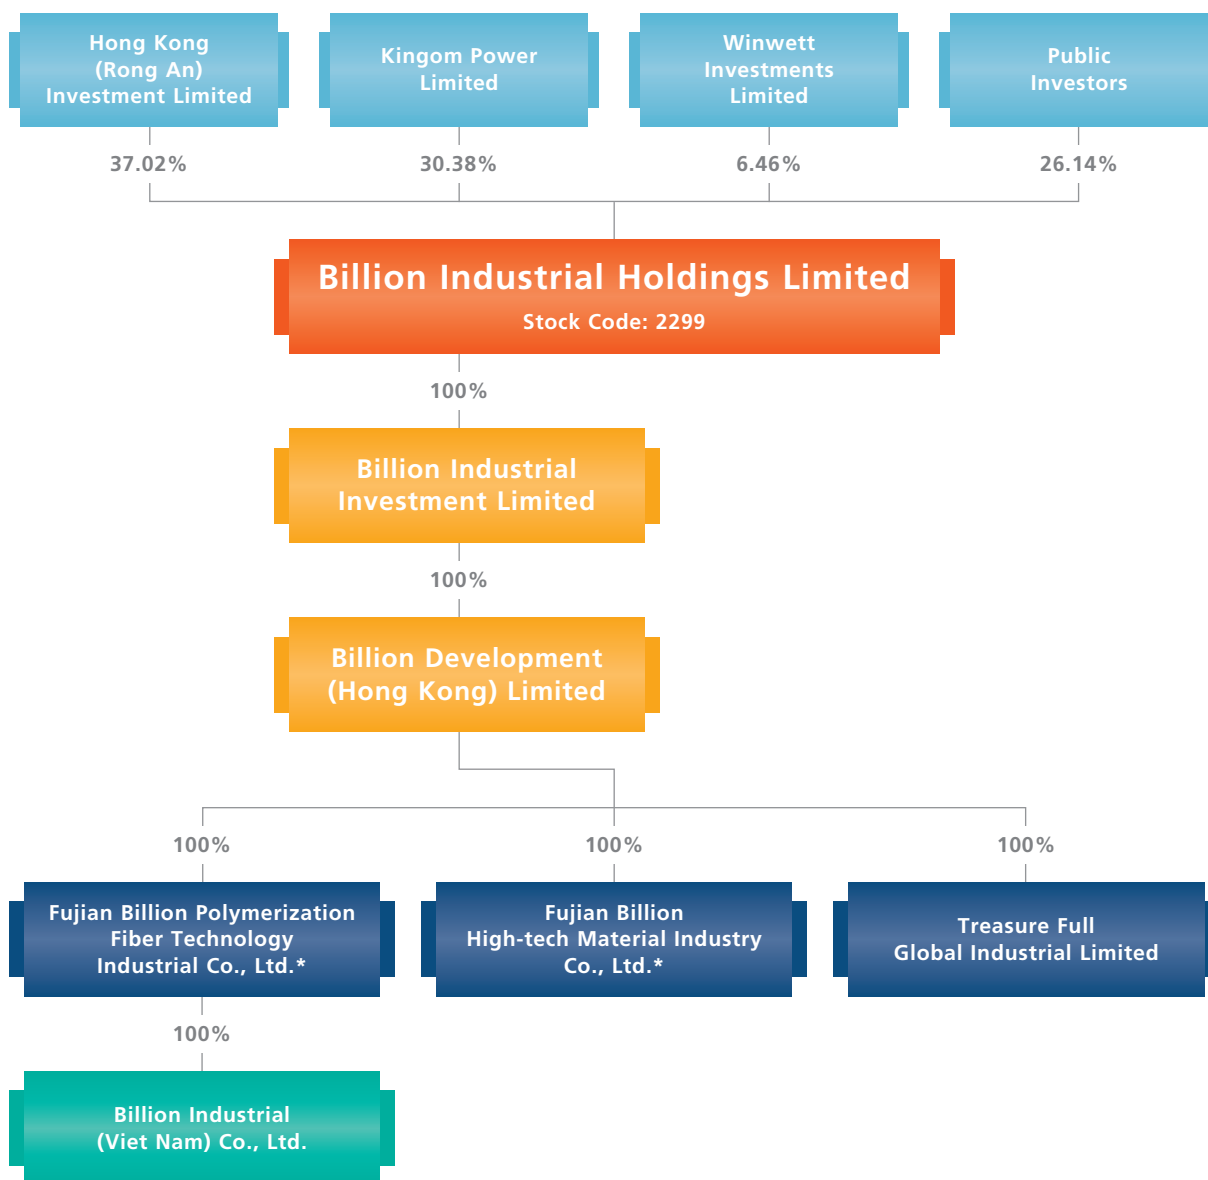 Hong Kong
(Rong An)
Investment Limited
Kingom Power
Limited
Winwett
Investments
Limited
Public
Investors
37.02%
30.38%
6.46%
26.14%
Billion Industrial Holdings Limited
Stock Code: 2299
100%
Billion Industrial
Investment Limited
100%
Billion Development
(Hong Kong) Limited
100%
100%
100%
Fujian Billion Polymerization
Fiber Technology
Industrial Co., Ltd.*
Fujian Billion
High-tech Material Industry
Co., Ltd.*
Treasure Full
Global Industrial Limited
100%
Billion Industrial
(Viet Nam) Co., Ltd.